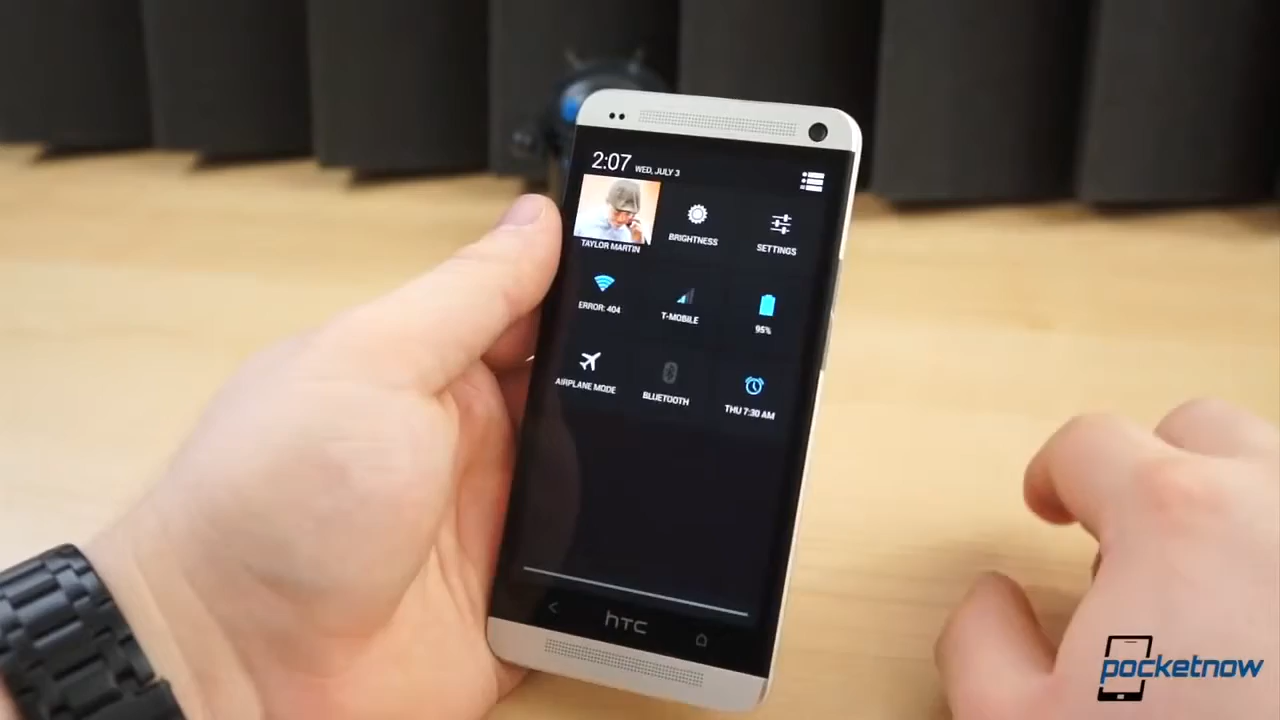 2:07 WED, JULY 3
TAYLOR MARTIN
BRIGHTNESS
SETTINGS
ERROR: 404
T-MOBILE
95%
AIRPLANE MODE
BLUETOOTH
THU 7:30 AM
hTC
pocketnow